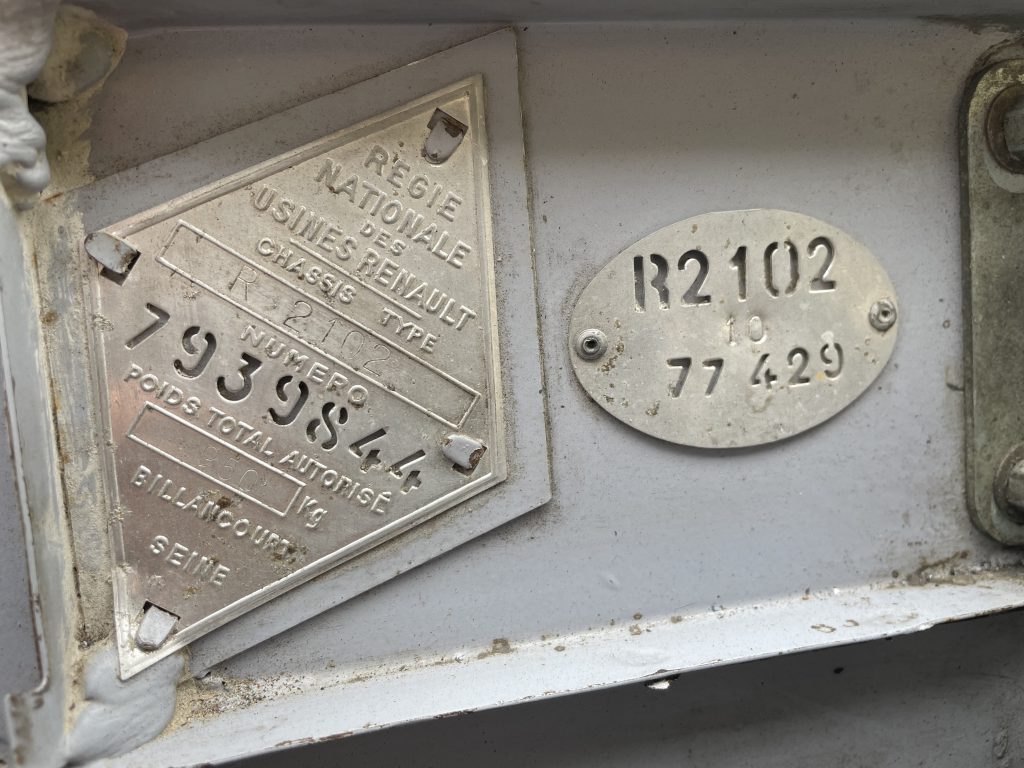 RÉGIE
NATIONALE
DES
USINES RENAULT
CHASSIS TYPE
R 2102
NUMERO
7939844
POIDS TOTAL AUTORISÉ
Kg
BILLANCOURT
SEINE
R2102
10
77 429